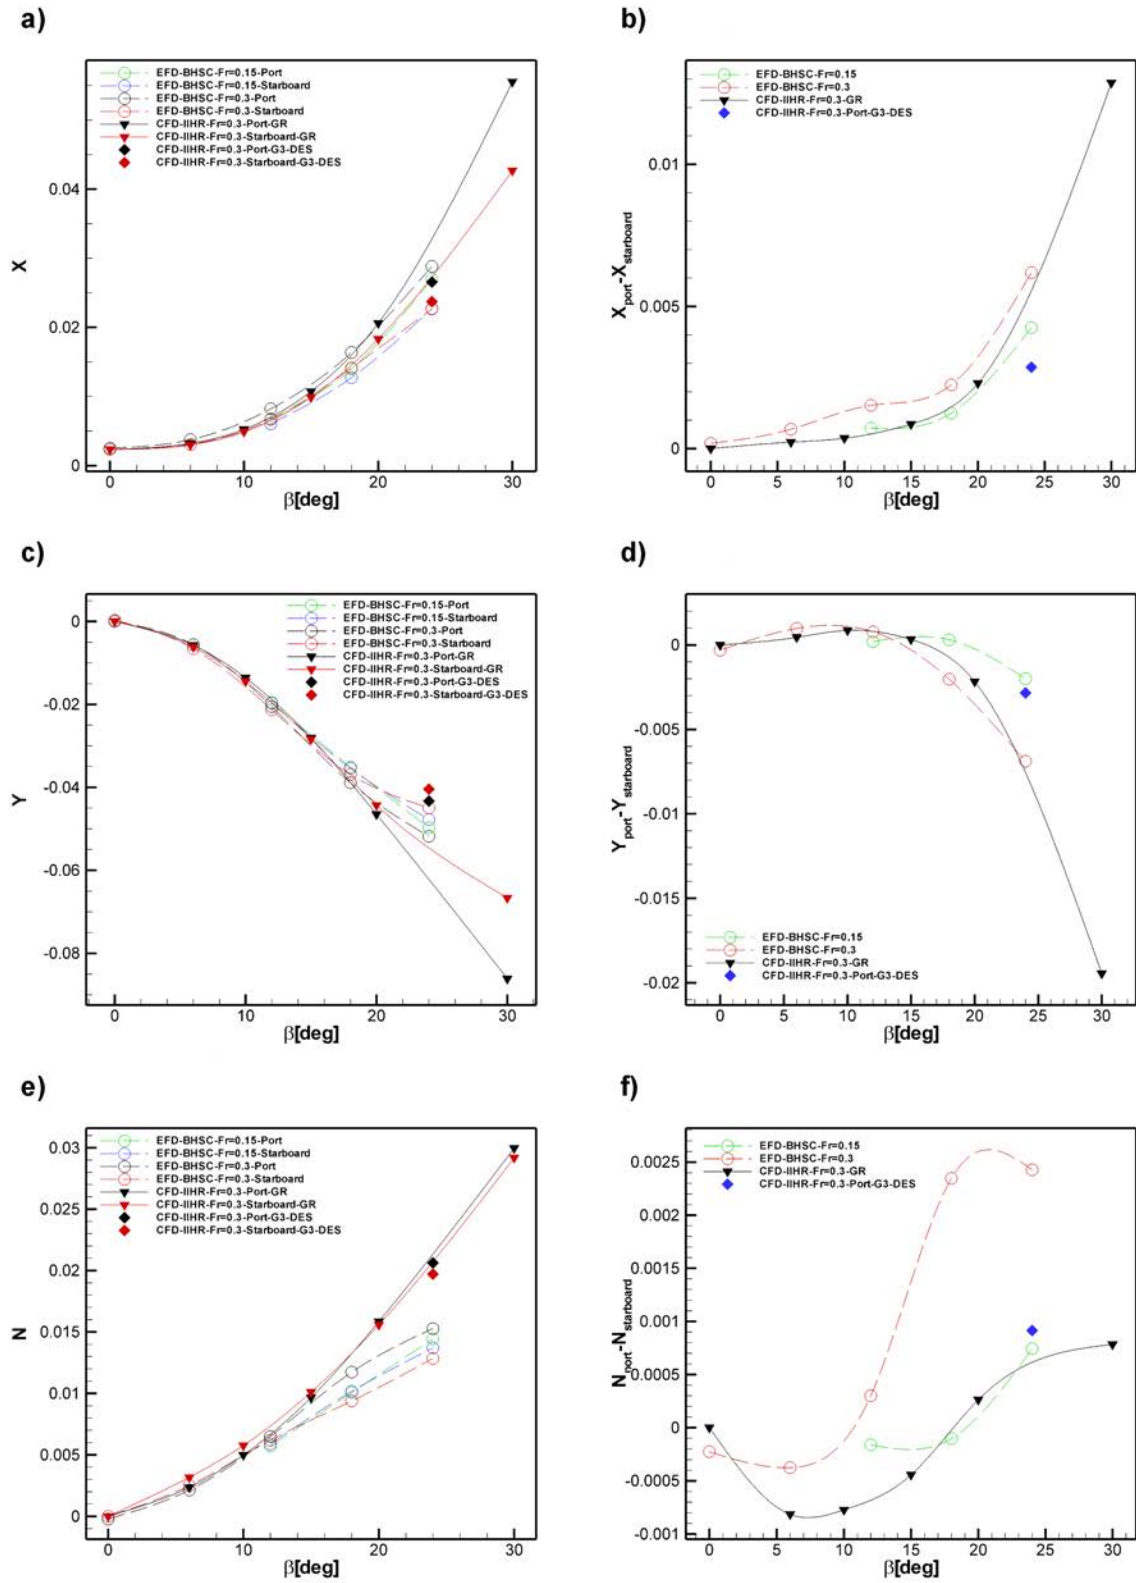 a)
EFD-BHSC-Fr=0.15-Port
EFD-BHSC-Fr=0.15-Starboard
EFD-BHSC-Fr=0.3-Port
EFD-BHSC-Fr=0.3-Starboard
CFD-IIHR-Fr=0.3-Port-GR
CFD-IIHR-Fr=0.3-Starboard-GR
CFD-IIHR-Fr=0.3-Port-G3-DES
CFD-IIHR-Fr=0.3-Starboard-G3-DES
0.04
0.02
0
X
0 10 20 30
β[deg]
b)
EFD-BHSC-Fr=0.15
EFD-BHSC-Fr=0.3
CFD-IIHR-Fr=0.3-GR
CFD-IIHR-Fr=0.3-Port-G3-DES
0.01
0.005
0
Xport-Xstarboard
0 5 10 15 20 25 30
β[deg]
c)
EFD-BHSC-Fr=0.15-Port
EFD-BHSC-Fr=0.15-Starboard
EFD-BHSC-Fr=0.3-Port
EFD-BHSC-Fr=0.3-Starboard
CFD-IIHR-Fr=0.3-Port-GR
CFD-IIHR-Fr=0.3-Starboard-GR
CFD-IIHR-Fr=0.3-Port-G3-DES
CFD-IIHR-Fr=0.3-Starboard-G3-DES
0
-0.02
-0.04
-0.06
-0.08
Y
0 10 20 30
β[deg]
d)
0
-0.005
-0.01
-0.015
-0.02
Yport-Ystarboard
EFD-BHSC-Fr=0.15
EFD-BHSC-Fr=0.3
CFD-IIHR-Fr=0.3-GR
CFD-IIHR-Fr=0.3-Port-G3-DES
0 5 10 15 20 25 30
β[deg]
e)
EFD-BHSC-Fr=0.15-Port
EFD-BHSC-Fr=0.15-Starboard
EFD-BHSC-Fr=0.3-Port
EFD-BHSC-Fr=0.3-Starboard
CFD-IIHR-Fr=0.3-Port-GR
CFD-IIHR-Fr=0.3-Starboard-GR
CFD-IIHR-Fr=0.3-Port-G3-DES
CFD-IIHR-Fr=0.3-Starboard-G3-DES
0.03
0.025
0.02
0.015
0.01
0.005
0
N
0 10 20 30
β[deg]
f)
EFD-BHSC-Fr=0.15
EFD-BHSC-Fr=0.3
CFD-IIHR-Fr=0.3-GR
CFD-IIHR-Fr=0.3-Port-G3-DES
0.0025
0.002
0.0015
0.001
0.0005
0
-0.0005
-0.001
Nport-Nstarboard
0 5 10 15 20 25 30
β[deg]